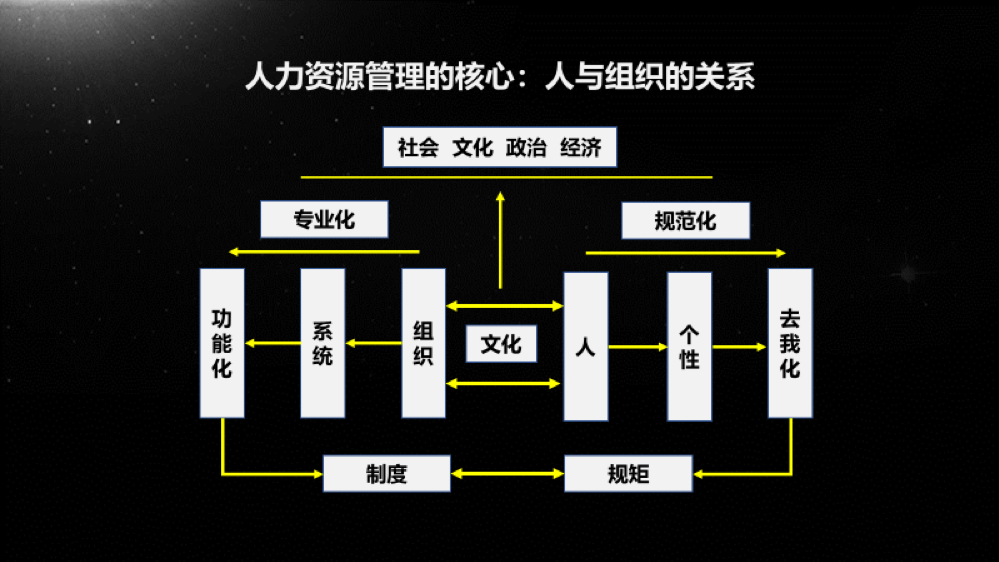 人力资源管理的核心：人与组织的关系
社会 文化 政治 经济
专业化
规范化
功能化
系统
组织
文化
人
个性
去我化
制度
规矩